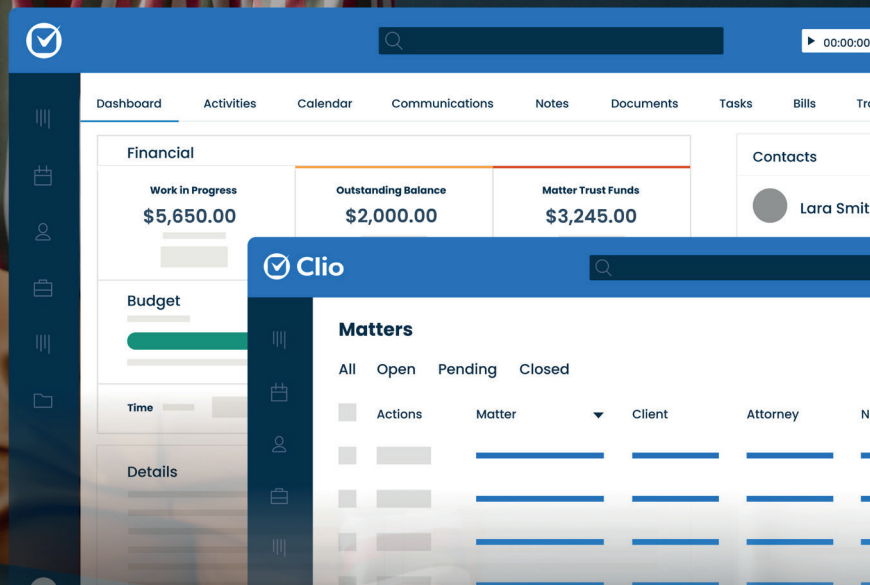 00:00:00
Dashboard Activities Calendar Communications Notes Documents Tasks Bills
Financial
Contacts
Work in Progress Outstanding Balance Matter Trust Funds
$5,650.00 $2,000.00 $3,245.00
Lara Smit
Clio
Budget
Matters
All Open Pending Closed
Time
Actions Matter Client Attorney
Details